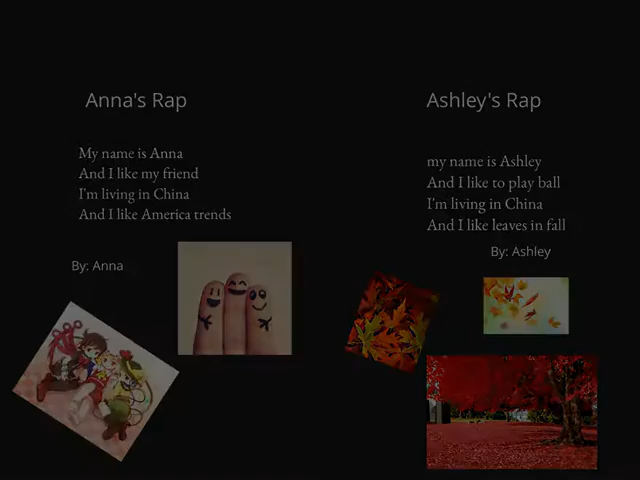 Anna's Rap
My name is Anna
And I like my friend
I'm living in China
And I like America trends
By: Anna
Ashley's Rap
my name is Ashley
And I like to play ball
I'm living in China
And I like leaves in fall
By: Ashley